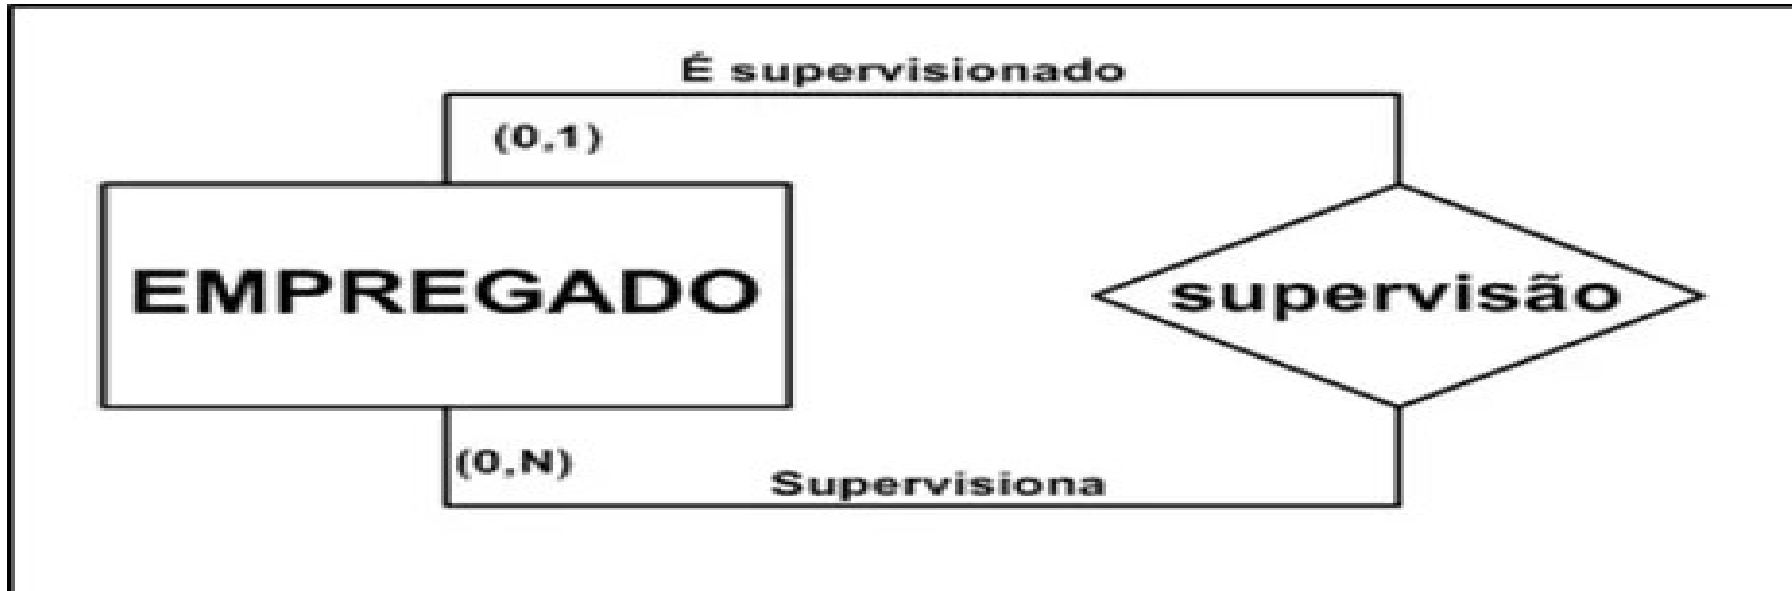 É supervisionado
(0,1)
EMPREGADO
supervisão
(0,N)
Supervisiona